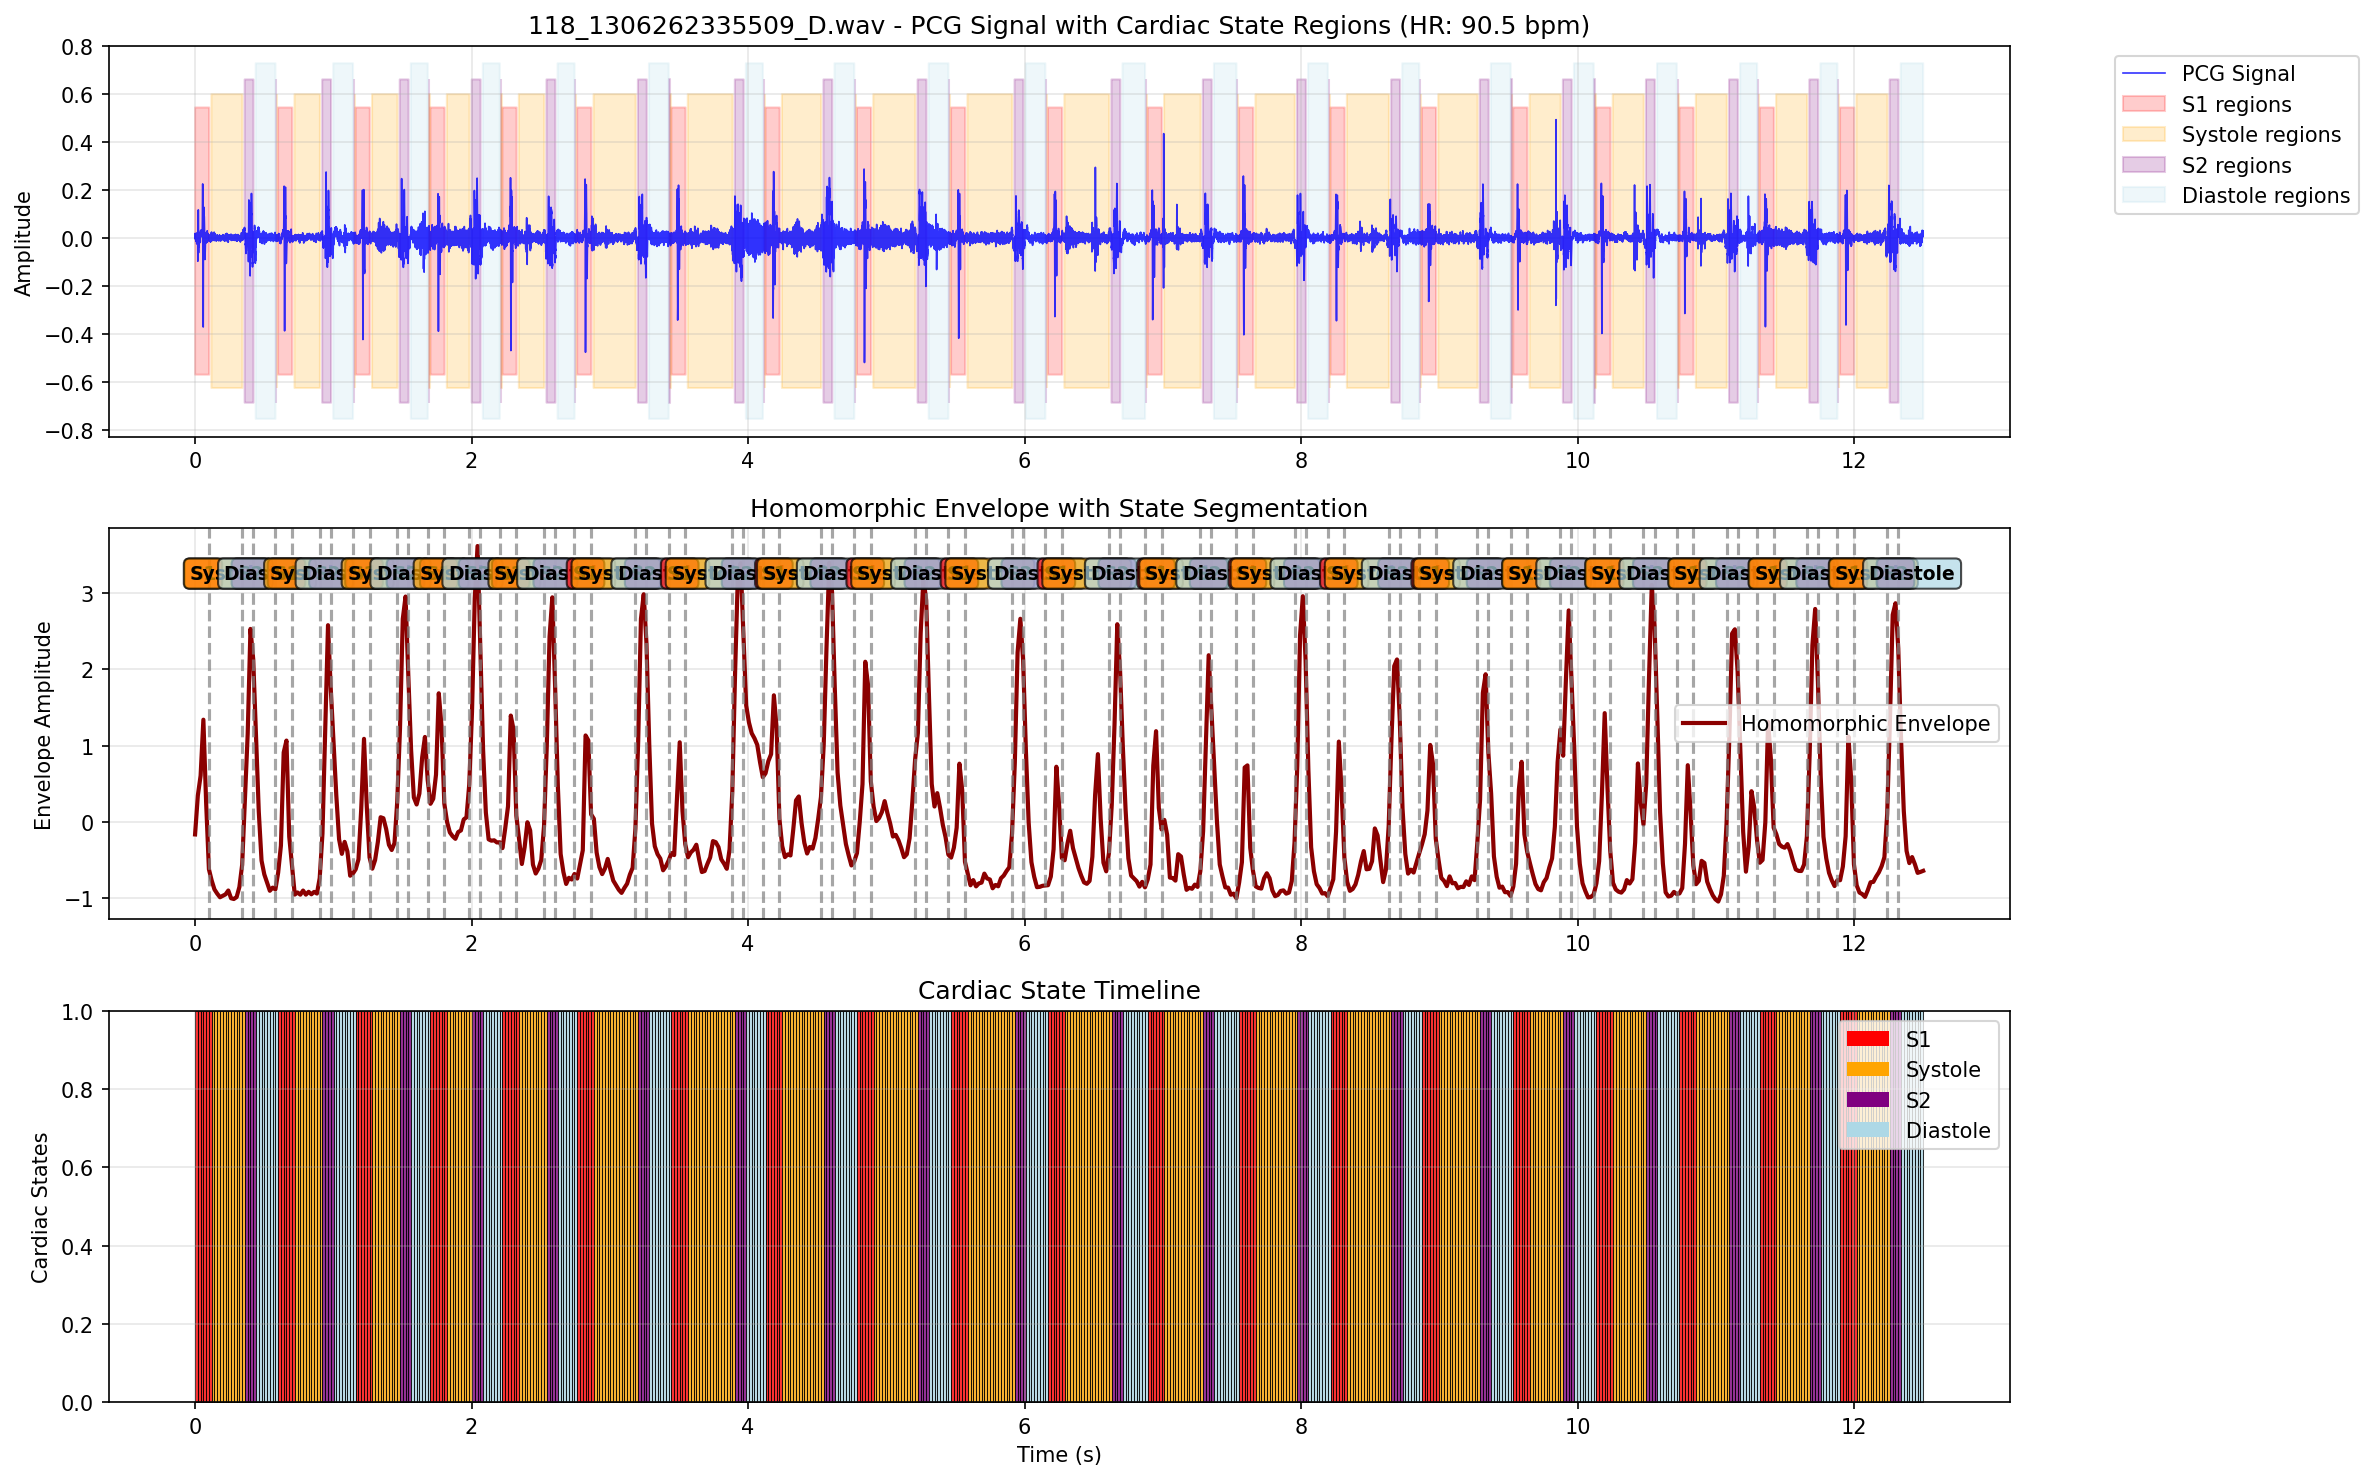 118_1306262335509_D.wav - PCG Signal with Cardiac State Regions (HR: 90.5 bpm)
Amplitude
0.8
0.6
0.4
0.2
0.0
−0.2
−0.4
−0.6
−0.8
0 2 4 6 8 10 12
PCG Signal
S1 regions
Systole regions
S2 regions
Diastole regions
Homomorphic Envelope with State Segmentation
Envelope Amplitude
3
2
1
0
−1
Diastole
Homomorphic Envelope
0 2 4 6 8 10 12
Cardiac State Timeline
Cardiac States
1.0
0.8
0.6
0.4
0.2
0.0
S1
Systole
S2
Diastole
0 2 4 6 8 10 12
Time (s)